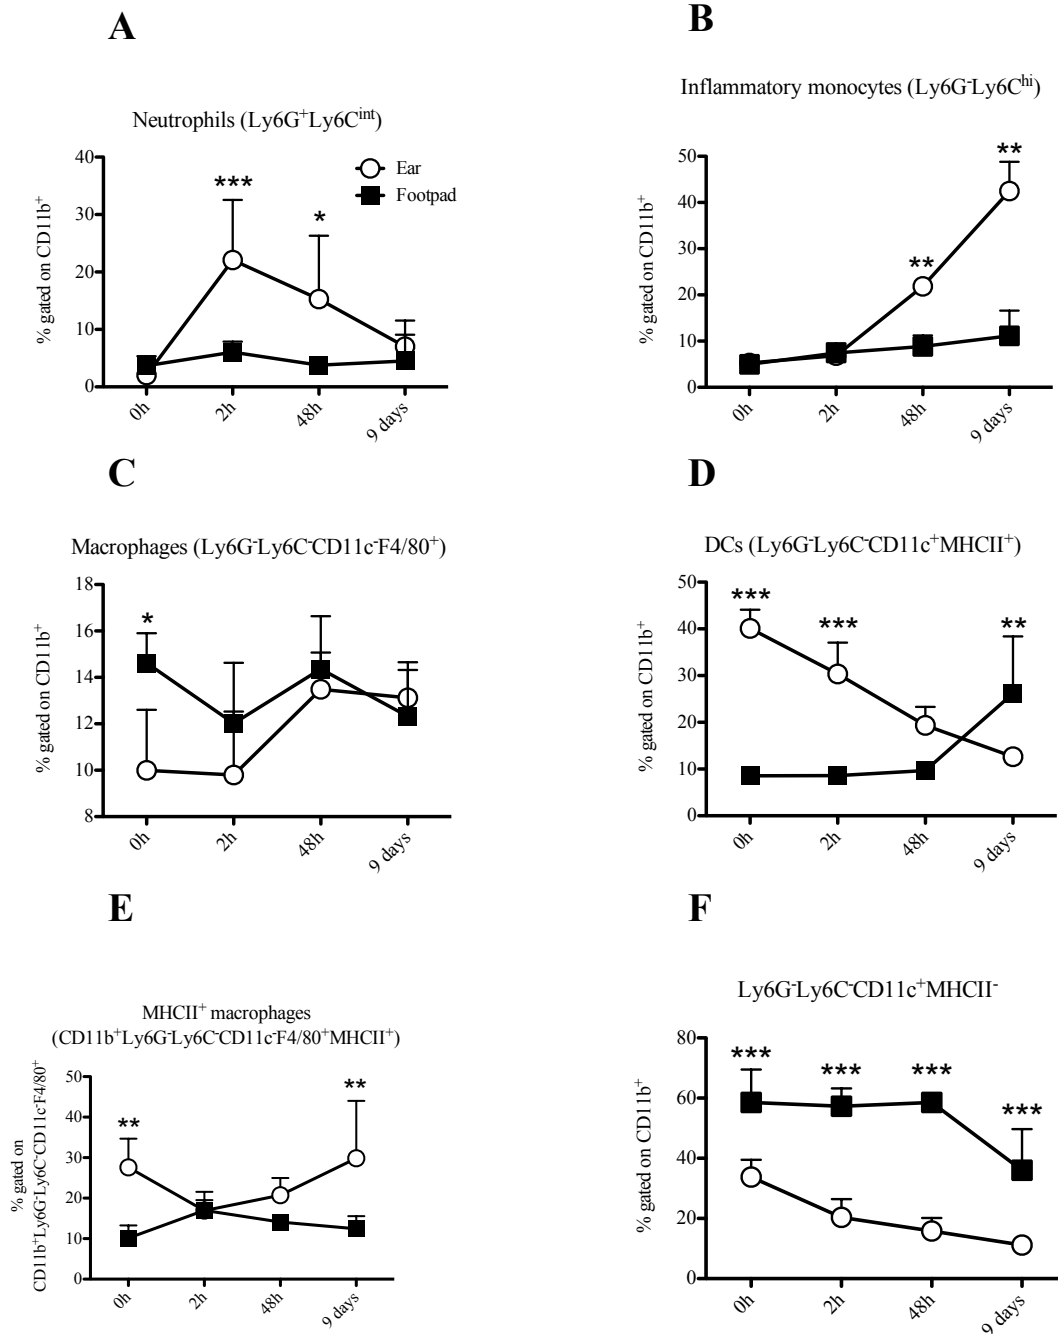 A
Neutrophils (Ly6G+Ly6Cint)
% gated on CD11b+
40
30
20
10
0
***
*
Ear
Footpad
0h
2h
48h
9 days
B
Inflammatory monocytes (Ly6G-Ly6Chi)
% gated on CD11b+
50
40
30
20
10
0
**
**
0h
2h
48h
9 days
C
Macrophages (Ly6G-Ly6C-CD11c-F4/80+)
% gated on CD11b+
18
16
14
12
10
8
*
0h
2h
48h
9 days
D
DCs (Ly6G-Ly6C-CD11c+MHCII+)
% gated on CD11b+
50
40
30
20
10
0
***
***
**
0h
2h
48h
9 days
E
MHCII+ macrophages
(CD11b+Ly6G-Ly6C-CD11c-F4/80+MHCII+)
% gated on
CD11b+Ly6G-Ly6C-CD11c-F4/80+
50
40
30
20
10
0
**
**
0h
2h
48h
9 days
F
Ly6G-Ly6C-CD11c+MHCII-
% gated on CD11b+
80
60
40
20
0
***
***
***
***
0h
2h
48h
9 days